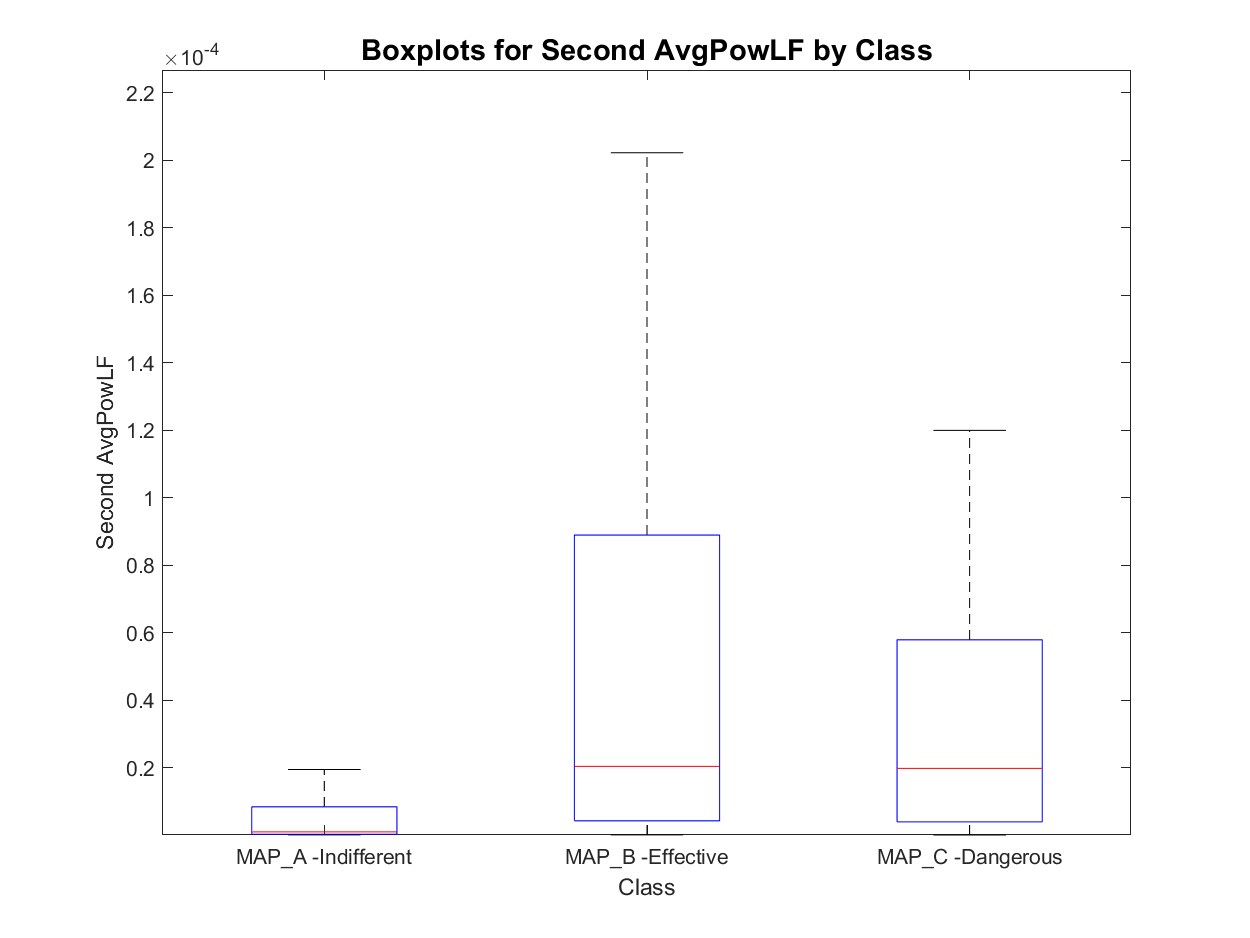 Boxplots for Second AvgPowLF by Class
×10-4
2.2
2
1.8
1.6
1.4
1.2
1
0.8
0.6
0.4
0.2
Second AvgPowLF
MAP_A -Indifferent
MAP_B -Effective
MAP_C -Dangerous
Class